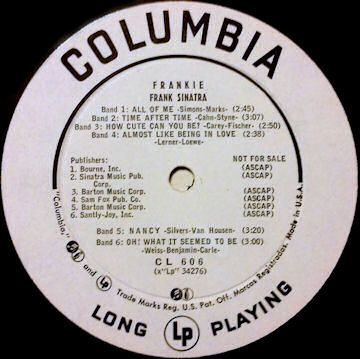 COLUMBIA
FRANKIE
FRANK SINATRA
Band 1: ALL OF ME -Simons-Marks- (2:45)
Band 2: TIME AFTER TIME -Cahn-Styne- (3:07)
Band 3: HOW CUTE CAN YOU BE? -Carey-Fischer- (2:50)
Band 4: ALMOST LIKE BEING IN LOVE (2:38)
-Lerner-Loewe-
Publishers: NOT FOR SALE
1. Bourne, Inc. (ASCAP)
2. Sinatra Music Pub. Corp. (ASCAP)
3. Barton Music Corp. (ASCAP)
4. Sam Fox Pub. Co. (ASCAP)
5. Barton Music Corp. (ASCAP)
6. Santly-Joy, Inc. (ASCAP)
Band 5: NANCY -Silvers-Van Heusen- (3:20)
Band 6: OH! WHAT IT SEEMED TO BE (3:00)
-Weiss-Benjamin-Carle-
CL 606
(x"Lp" 34276)
"Columbia," and Lp Trade Marks Reg. U.S. Pat. Off. Marcas Registradas. Made in U.S.A.
LONG Lp PLAYING